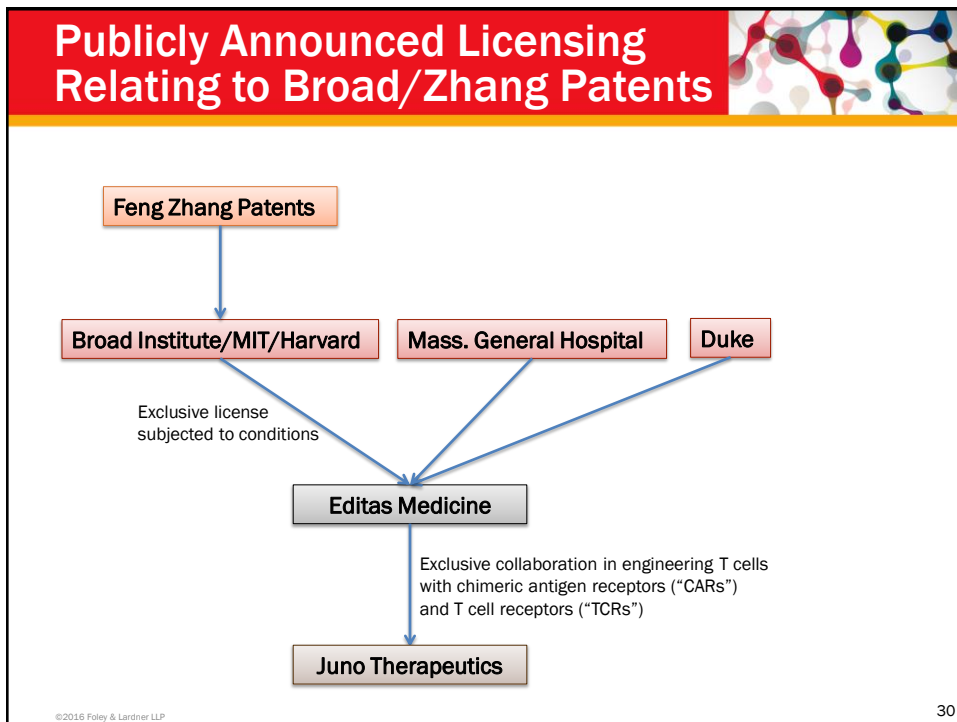 Publicly Announced Licensing
Relating to Broad/Zhang Patents
Feng Zhang Patents
Broad Institute/MIT/Harvard
Mass. General Hospital
Duke
Exclusive license
subjected to conditions
Editas Medicine
Exclusive collaboration in engineering T cells
with chimeric antigen receptors (“CARs”)
and T cell receptors (“TCRs”)
Juno Therapeutics
©2016 Foley & Lardner LLP
30